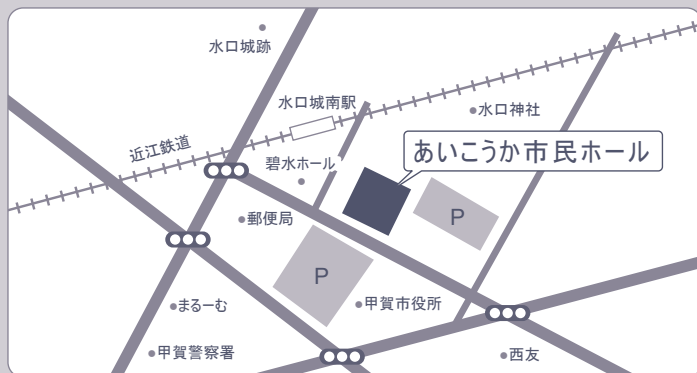 水口城跡
水口城南駅
水口神社
近江鉄道
碧水ホール
あいこうか市民ホール
郵便局
P
P
まるーむ
甲賀市役所
甲賀警察署
西友